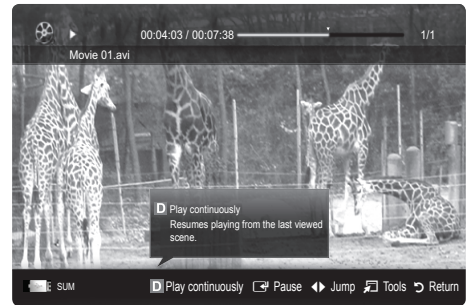 00:04:03 / 00:07:38 1/1
Movie 01.avi
D Play continuously
Resumes playing from the last viewed
scene.
SUM D Play continuously Pause Jump Tools Return